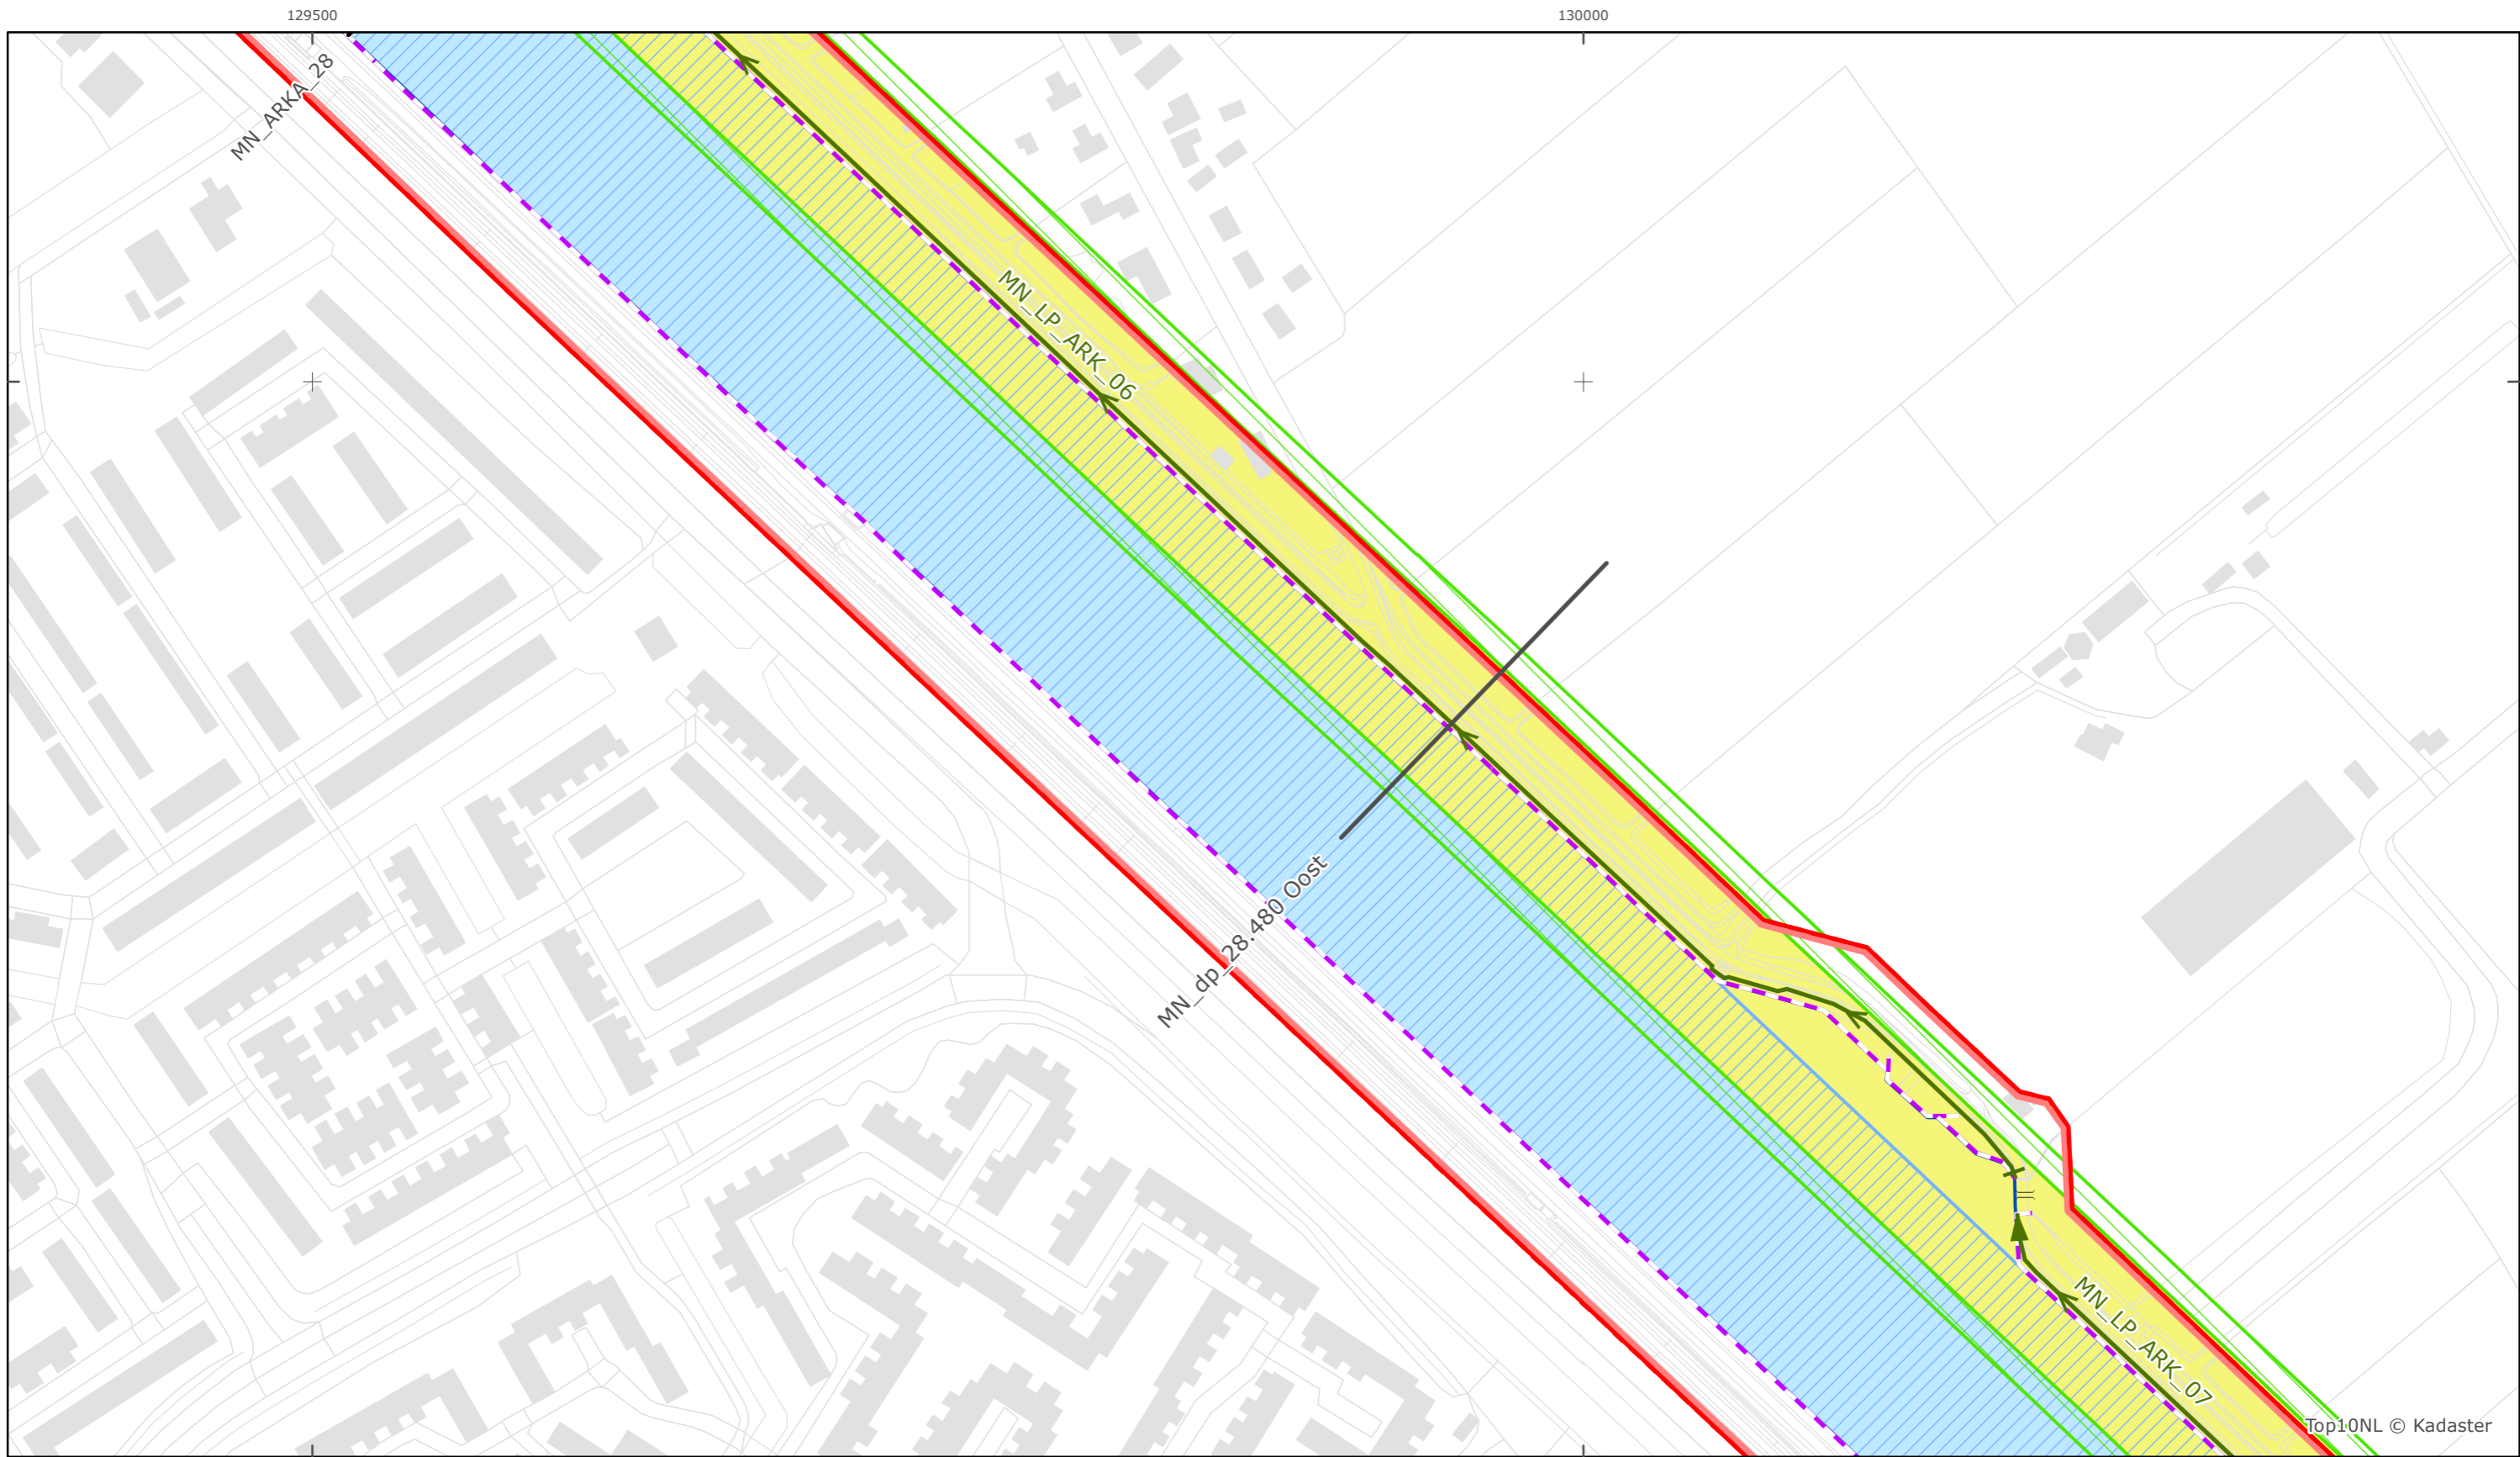 129500
130000
MN_ARKA_28
MN_LP_ARK_06
MN_dp_28.480 Oost
MN_LP_ARK_07
Top10NL © Kadaster